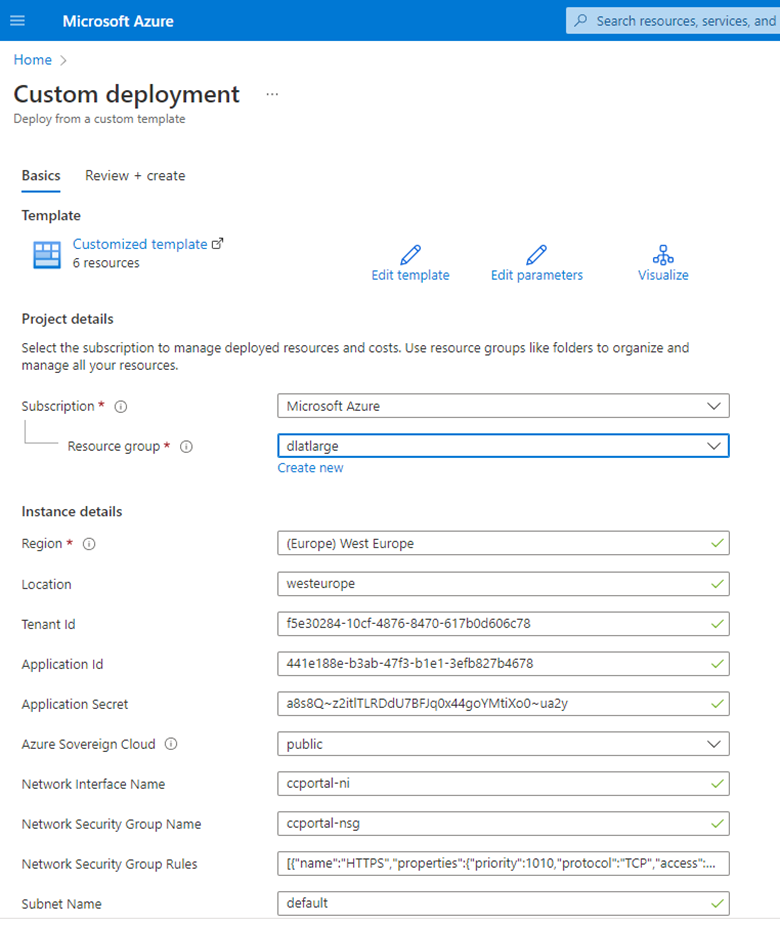 Microsoft Azure
Search resources, services, and
Home
Custom deployment ...
Deploy from a custom template
Basics Review + create
Template
Customized template
6 resources
Edit template Edit parameters Visualize
Project details
Select the subscription to manage deployed resources and costs. Use resource groups like folders to organize and
manage all your resources.
Subscription * Microsoft Azure
Resource group * dlatlarge
Create new
Instance details
Region * (Europe) West Europe
Location westeurope
Tenant Id f5e30284-10cf-4876-8470-617b0d606c78
Application Id 441e188e-b3ab-47f3-b1e1-3efb827b4678
Application Secret a8s8Q~z2itlTLRDdU7BFJq0x44goYMtiXo0~ua2y
Azure Sovereign Cloud public
Network Interface Name ccportal-ni
Network Security Group Name ccportal-nsg
Network Security Group Rules [{"name":"HTTPS","properties":{"priority":1010,"protocol":"TCP","access":...
Subnet Name default